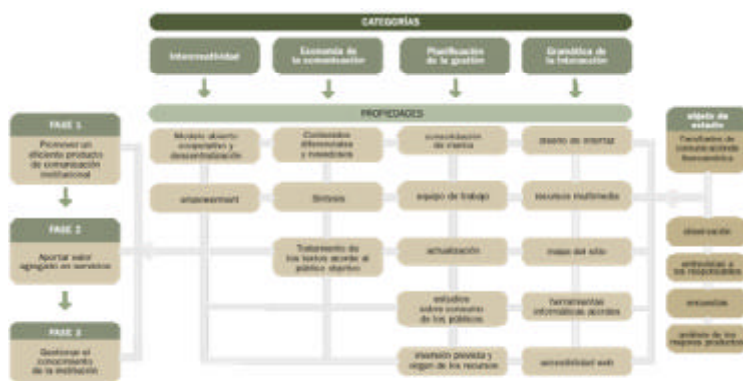 CATEGORÍAS
Intercreatividad
Economía de
la comunicación
Planificación
de la gestión
Gramática de
la interacción
PROPIEDADES
FASE 1
Promover un
eficiente producto
de comunicación
institucional
FASE 2
Aportar valor
agregado en servicios
FASE 3
Gestionar el
conocimiento
de la institución
Modelo abierto
cooperativo y
descentralización
empowerment
Contenidos
diferenciales
y novedosos
Síntesis
Tratamiento de
los textos acorde al
público objetivo
consolidación
de marca
equipo de trabajo
actualización
estudios
sobre consumo
de los públicos
inversión prevista y
origen de los recursos
diseño de interfaz
recursos multimedia
mapa del sitio
herramientas
informáticas acordes
accesibilidad web
objeto de
estudio
Facultades de
comunicación de
Iberoamérica
observación
entrevistas a
los responsables
encuestas
análisis de los
mejores productos